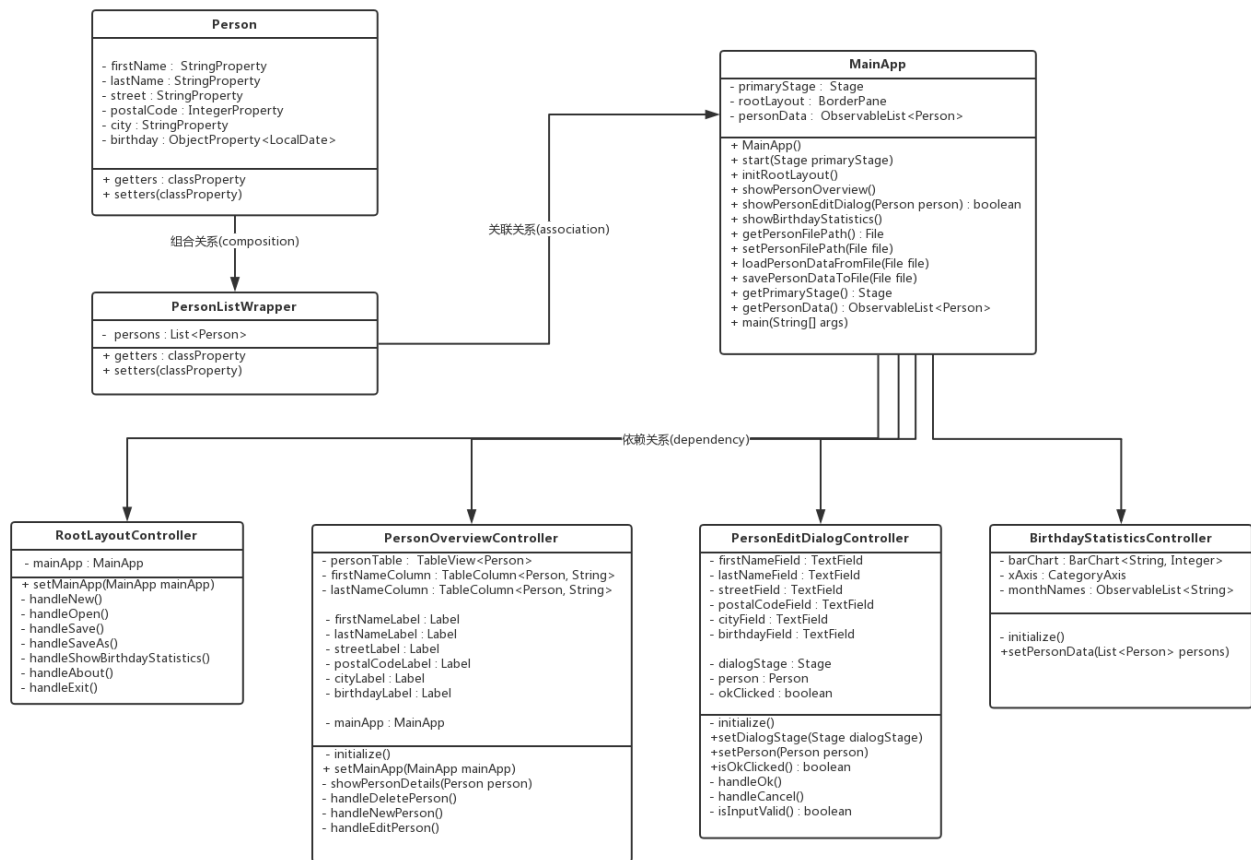 Person
- firstName :  StringProperty
- lastName : StringProperty
- street : StringProperty
- postalCode : IntegerProperty
- city : StringProperty
- birthday : ObjectProperty<LocalDate>
+ getters : classProperty
+ setters(classProperty)
组合关系(composition)
PersonListWrapper
-  persons : List<Person>
+ getters : classProperty
+ setters(classProperty)
关联关系(association)
MainApp
- primaryStage :  Stage
- rootLayout :  BorderPane
- personData :  ObservableList<Person>
+ MainApp()
+ start(Stage primaryStage)
+ initRootLayout()
+ showPersonOverview()
+ showPersonEditDialog(Person person) : boolean
+ showBirthdayStatistics()
+ getPersonFilePath() : File
+ setPersonFilePath(File file)
+ loadPersonDataFromFile(File file)
+ savePersonDataToFile(File file)
+ getPrimaryStage() : Stage
+ getPersonData() : ObservableList<Person>
+ main(String[] args)
依赖关系(dependency)
RootLayoutController
- mainApp : MainApp
+ setMainApp(MainApp mainApp)
- handleNew()
- handleOpen()
- handleSave()
- handleSaveAs()
- handleShowBirthdayStatistics()
- handleAbout()
- handleExit()
PersonOverviewController
- personTable :  TableView<Person>
- firstNameColumn : TableColumn<Person, String>
- lastNameColumn : TableColumn<Person, String>
- firstNameLabel : Label
- lastNameLabel : Label
- streetLabel : Label
- postalCodeLabel : Label
- cityLabel : Label
- birthdayLabel : Label
- mainApp : MainApp
- initialize()
+ setMainApp(MainApp mainApp)
- showPersonDetails(Person person)
- handleDeletePerson()
- handleNewPerson()
- handleEditPerson()
PersonEditDialogController
- firstNameField : TextField
- lastNameField : TextField
- streetField : TextField
- postalCodeField : TextField
- cityField : TextField
- birthdayField : TextField
- dialogStage : Stage
- person : Person
- okClicked : boolean
- initialize()
+setDialogStage(Stage dialogStage)
+setPerson(Person person)
+isOkClicked() : boolean
- handleOk()
- handleCancel()
- isInputValid() : boolean
BirthdayStatisticsController
- barChart : BarChart<String, Integer>
- xAxis : CategoryAxis
- monthNames : ObservableList<String>
- initialize()
+setPersonData(List<Person> persons)